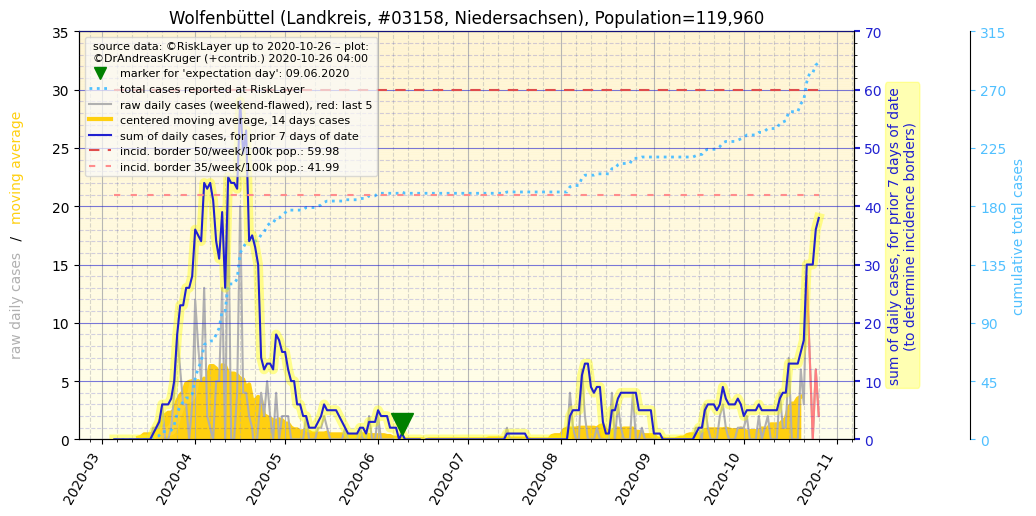 Wolfenbüttel (Landkreis, #03158, Niedersachsen), Population=119,960
source data: ©RiskLayer up to 2020-10-26 – plot:
©DrAndreasKruger (+contrib.) 2020-10-26 04:00
marker for 'expectation day': 09.06.2020
total cases reported at RiskLayer
raw daily cases (weekend-flawed), red: last 5
centered moving average, 14 days cases
sum of daily cases, for prior 7 days of date
incid. border 50/week/100k pop.: 59.98
incid. border 35/week/100k pop.: 41.99
raw daily cases / moving average
35
30
25
20
15
10
5
0
2020-03
2020-04
2020-05
2020-06
2020-07
2020-08
2020-09
2020-10
2020-11
70
60
50
40
30
20
10
0
sum of daily cases, for prior 7 days of date
(to determine incidence borders)
315
270
225
180
135
90
45
0
cumulative total cases